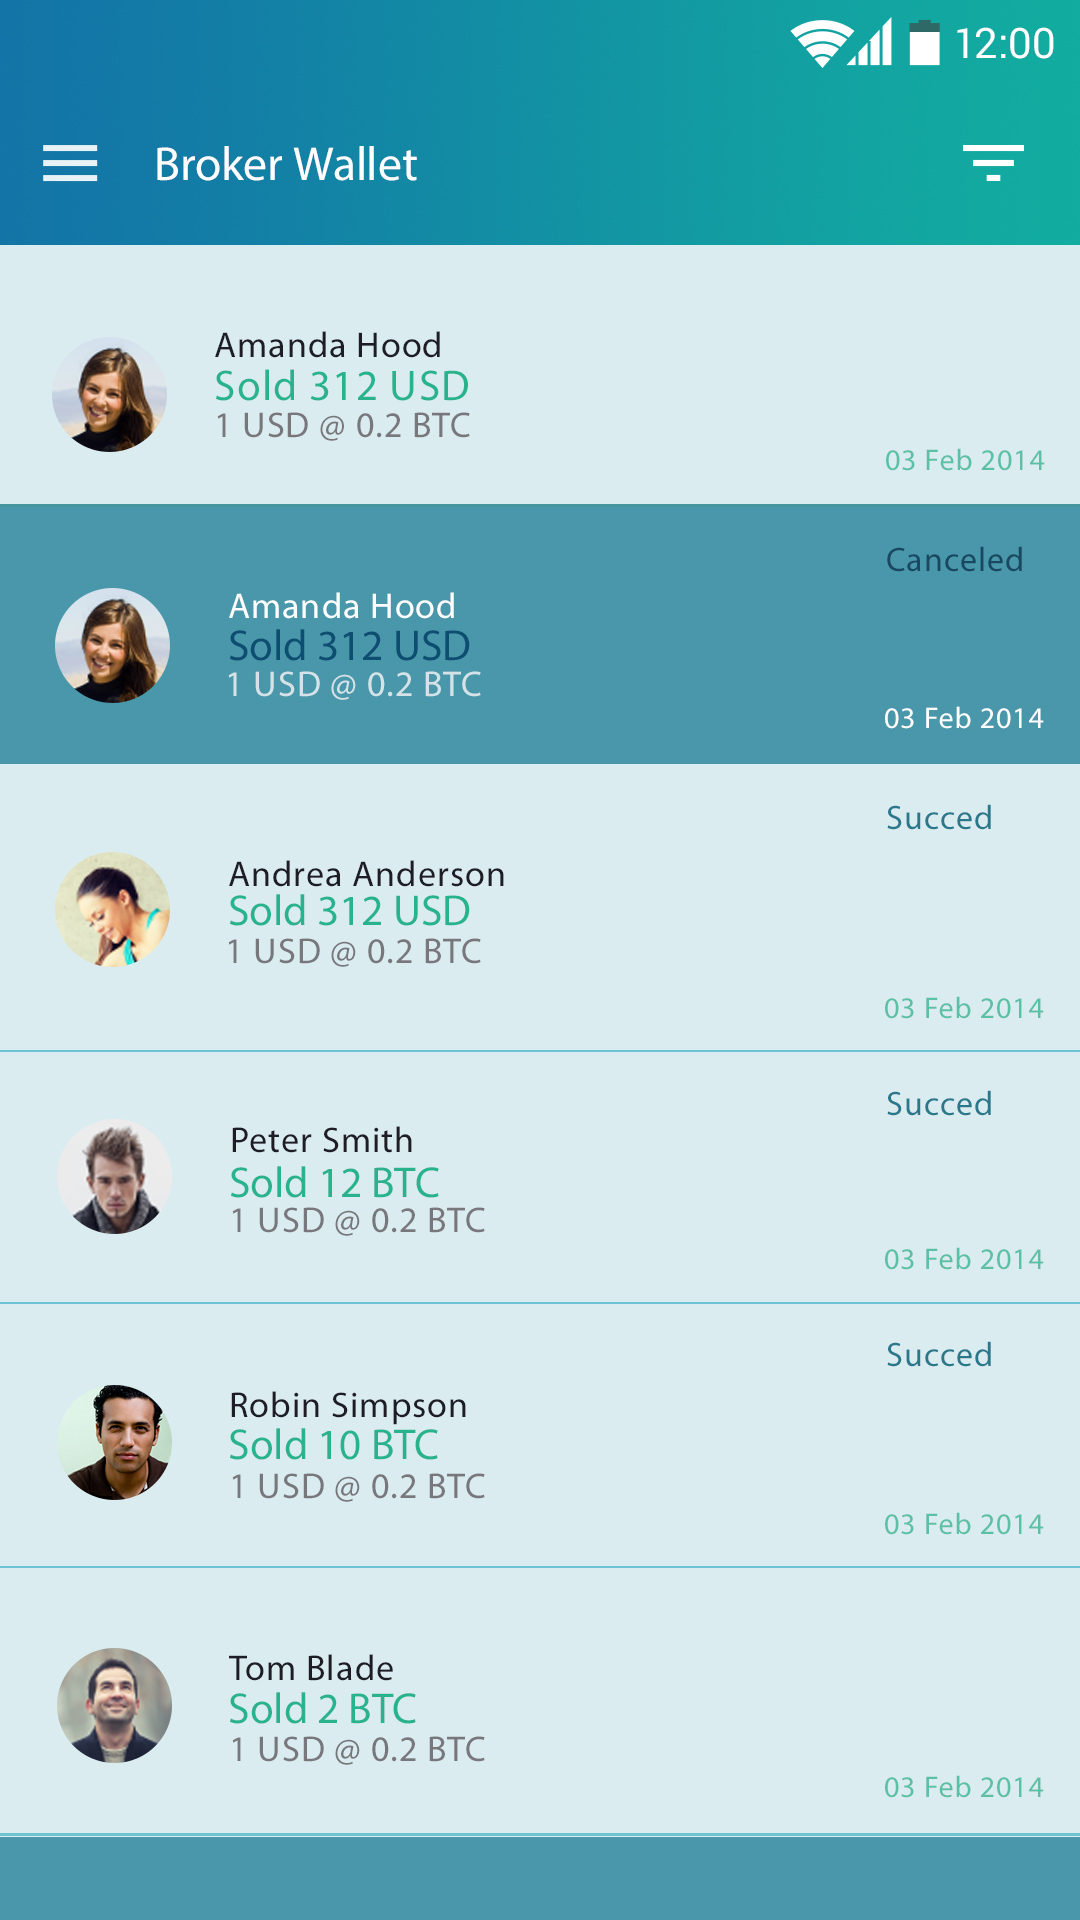 12:00
Broker Wallet
Amanda Hood
Sold 312 USD
1 USD @ 0.2 BTC
03 Feb 2014
Canceled
Amanda Hood
Sold 312 USD
1 USD @ 0.2 BTC
03 Feb 2014
Succed
Andrea Anderson
Sold 312 USD
1 USD @ 0.2 BTC
03 Feb 2014
Succed
Peter Smith
Sold 12 BTC
1 USD @ 0.2 BTC
03 Feb 2014
Succed
Robin Simpson
Sold 10 BTC
1 USD @ 0.2 BTC
03 Feb 2014
Tom Blade
Sold 2 BTC
1 USD @ 0.2 BTC
03 Feb 2014